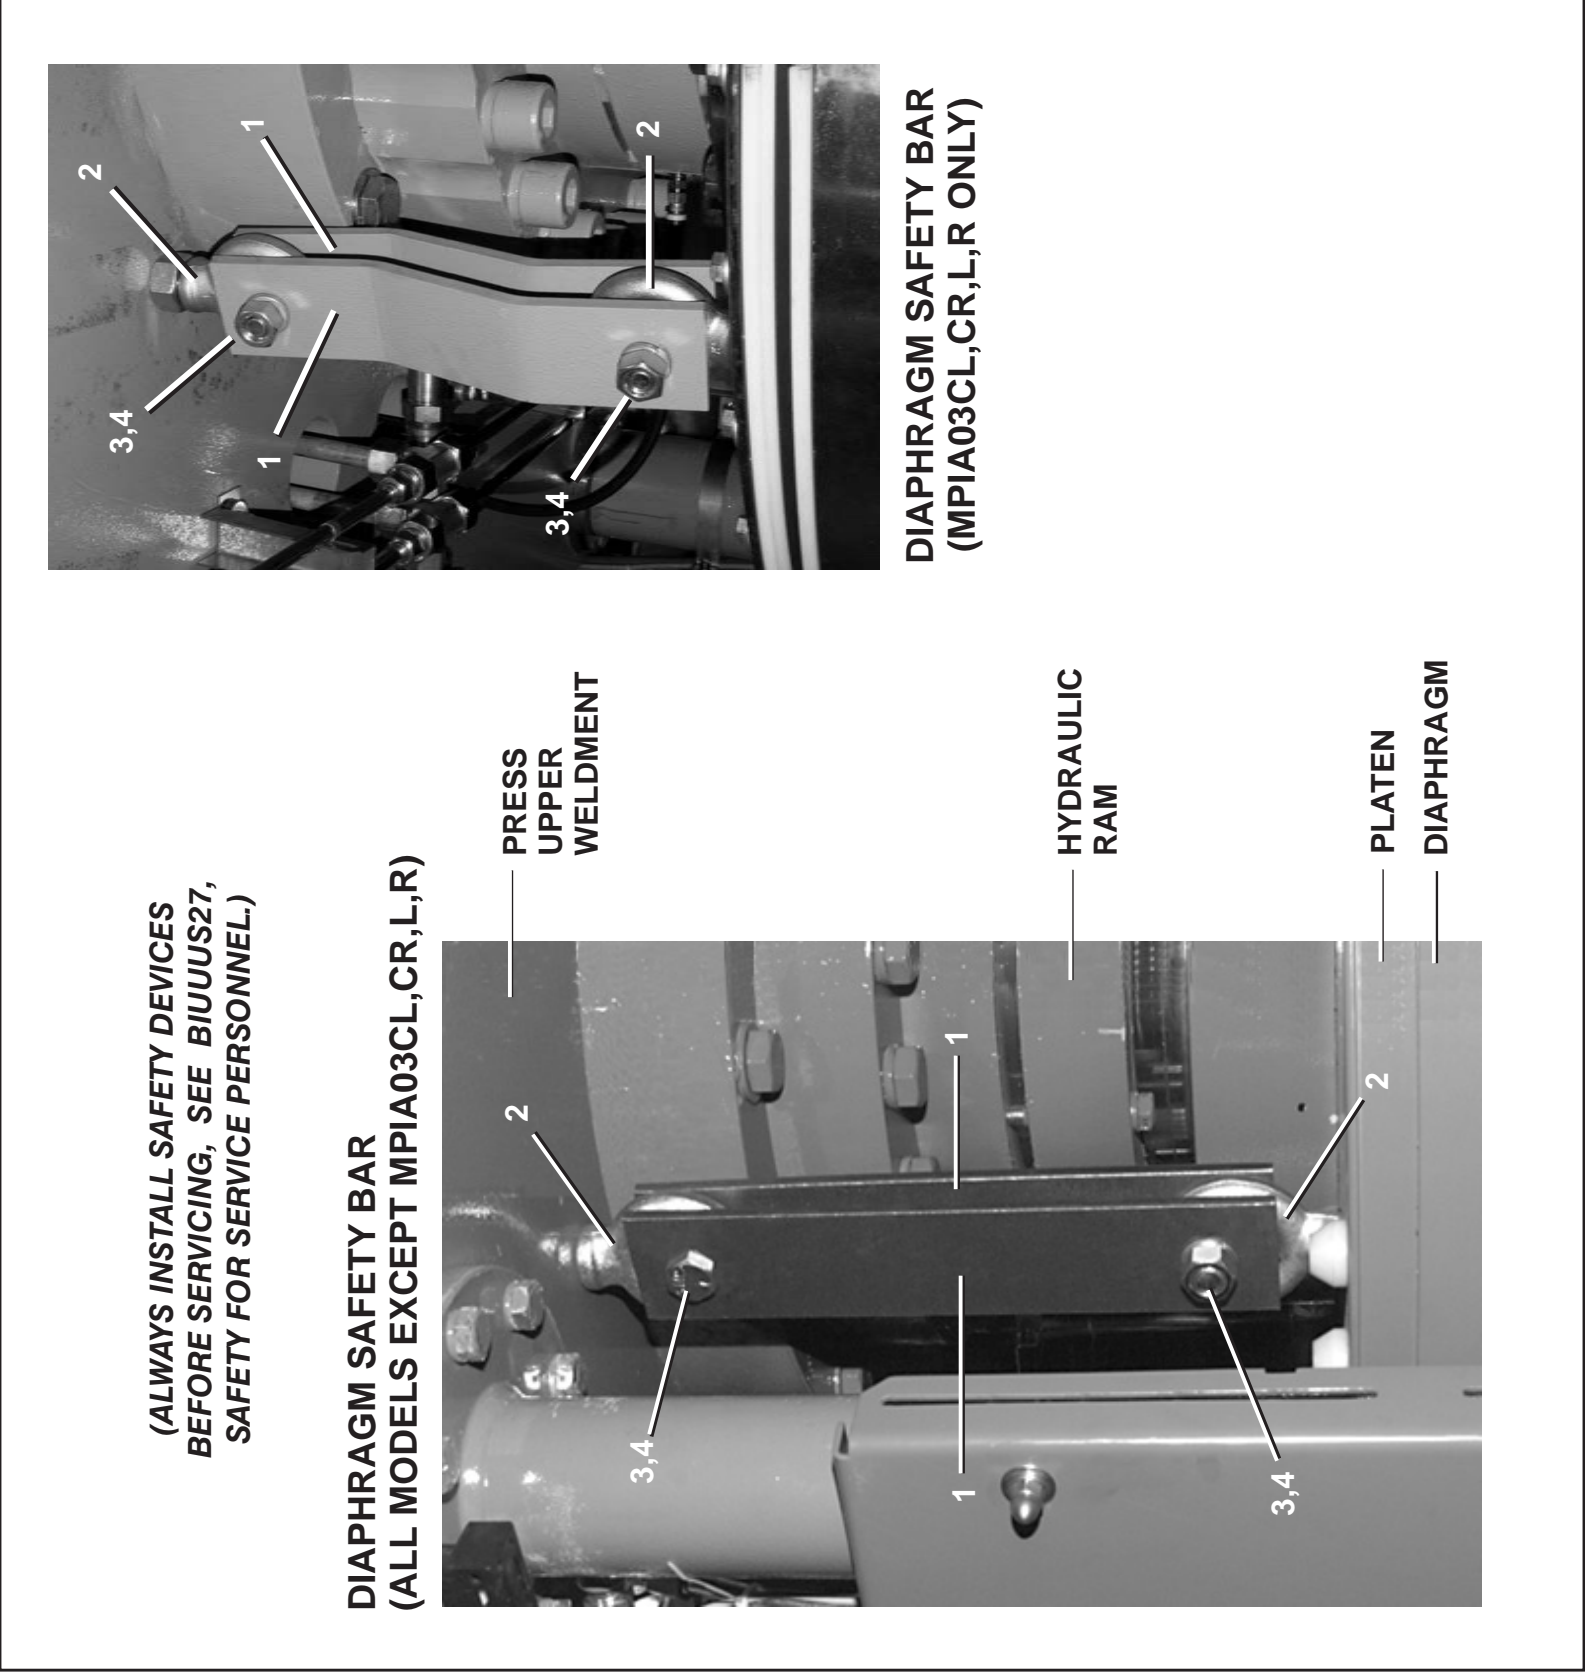 (ALWAYS INSTALL SAFETY DEVICES
BEFORE SERVICING, SEE BIUUUS27,
SAFETY FOR SERVICE PERSONNEL.)
DIAPHRAGM SAFETY BAR
(ALL MODELS EXCEPT MPIA03CL,CR,L,R)
2
3,4
1
1
3,4
2
PRESS
UPPER
WELDMENT
HYDRAULIC
RAM
PLATEN
DIAPHRAGM
2
1
3,4
1
2
3,4
DIAPHRAGM SAFETY BAR
(MPIA03CL,CR,L,R ONLY)